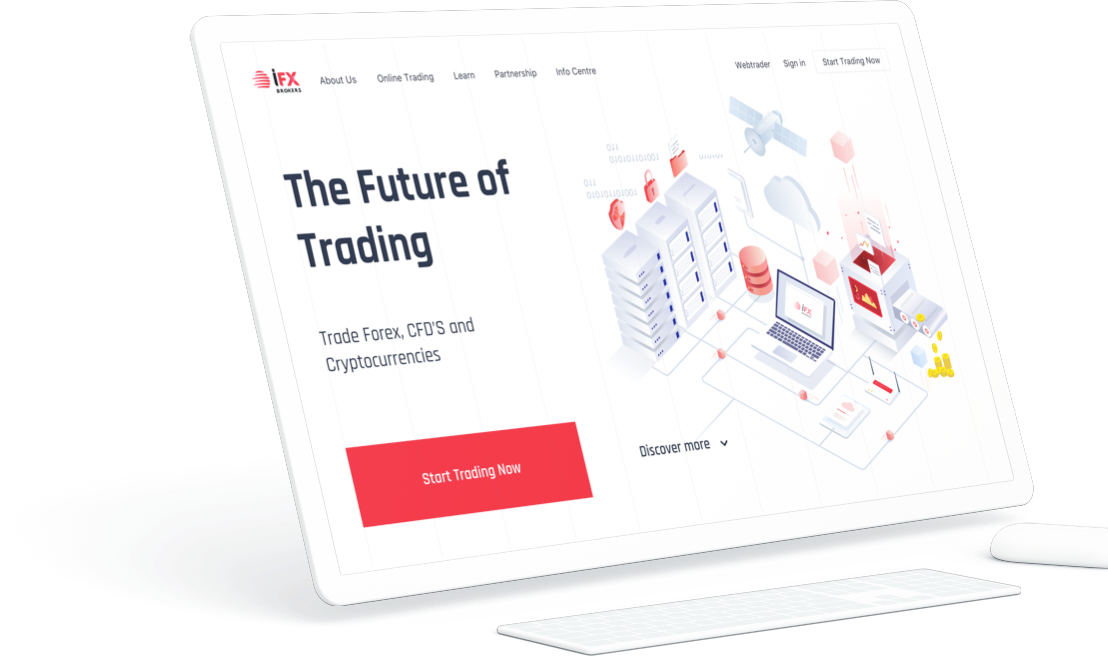 iFX
BROKERS
About Us
Online Trading
Learn
Partnership
Info Centre
Webtrader
Sign in
Start Trading Now
The Future of
Trading
Trade Forex, CFD'S and
Cryptocurrencies
Start Trading Now
Discover more
iFX